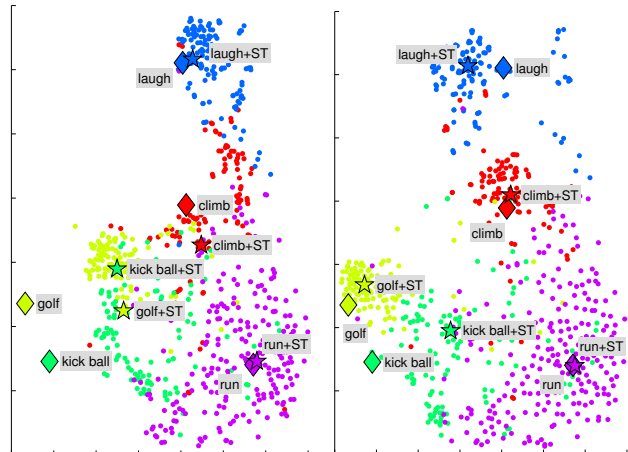 laugh+ST
laugh
climb
climb+ST
kick ball+ST
golf
golf+ST
kick ball
run+ST
run
laugh+ST
laugh
climb+ST
climb
golf+ST
golf
kick ball+ST
kick ball
run+ST
run